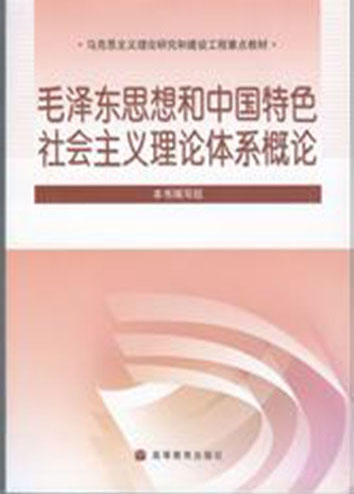 ·马克思主义理论研究和建设工程重点教材·
毛泽东思想和中国特色
社会主义理论体系概论
本书编写组
高等教育出版社